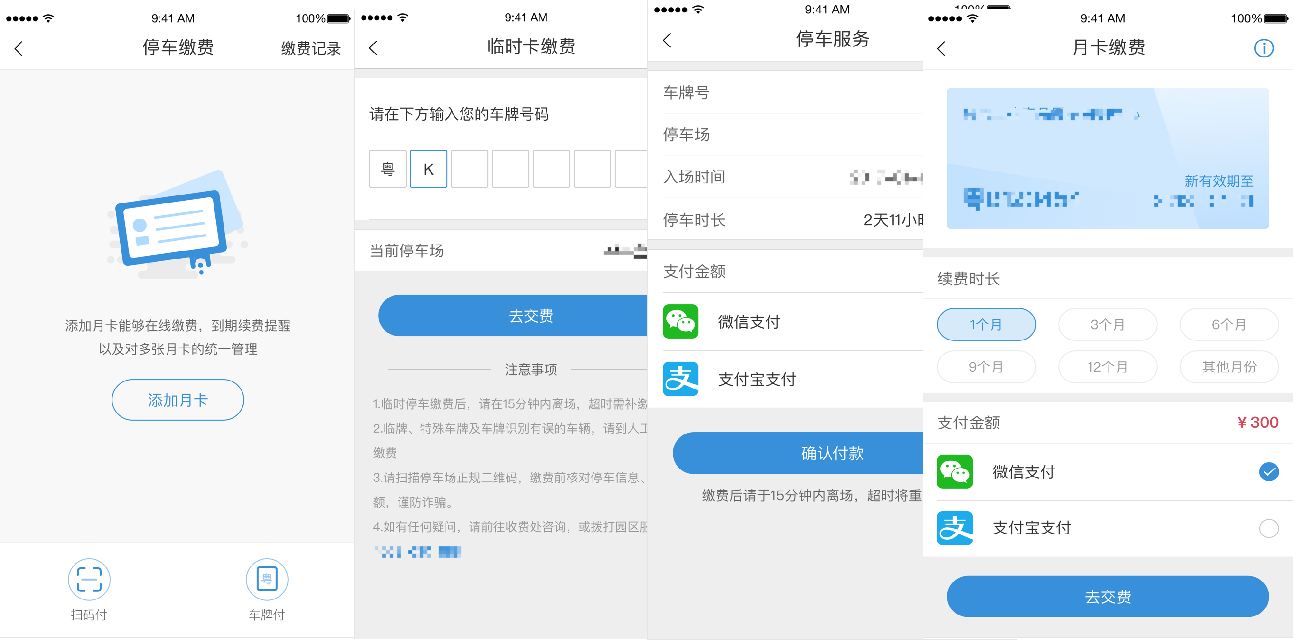 9:41 AM
100%
停车缴费
缴费记录
添加月卡能够在线缴费，到期续费提醒
以及对多张月卡的统一管理
添加月卡
扫码付
粤
车牌付
9:41 AM
临时卡缴费
请在下方输入您的车牌号码
粤 K
当前停车场
去交费
注意事项
1.临时停车缴费后，请在15分钟内离场，超时需补缴
2.临牌、特殊车牌及车牌识别有误的车辆，请到人工
缴费
3.请扫描停车场正规二维码，缴费前核对停车信息、
额，谨防诈骗。
4.如有任何疑问，请前往收费处咨询，或拨打园区服
9:41 AM
停车服务
车牌号
停车场
入场时间
停车时长
2天11小时
支付金额
微信支付
支
支付宝支付
确认付款
缴费后请于15分钟内离场，超时将重
100%
9:41 AM
100%
月卡缴费
新有效期至
续费时长
1个月
3个月
6个月
9个月
12个月
其他月份
支付金额
¥300
微信支付
支
支付宝支付
去交费